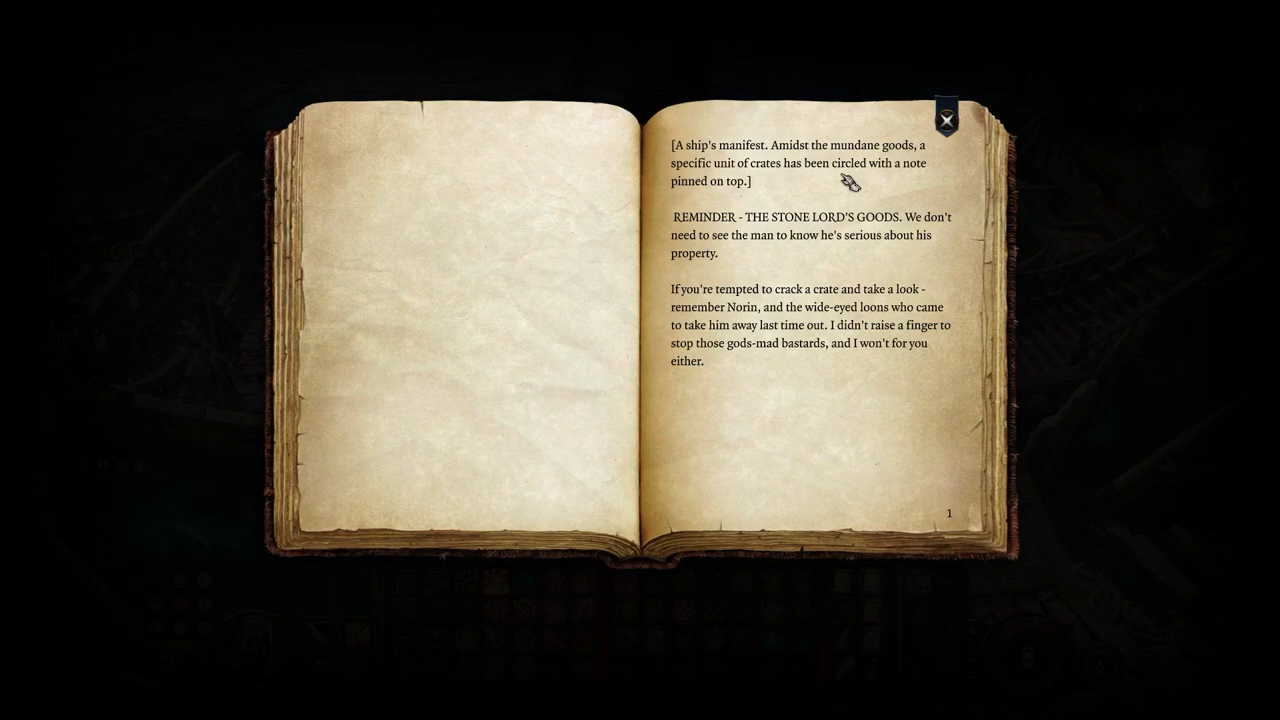 [A ship's manifest. Amidst the mundane goods, a
specific unit of crates has been circled with a note
pinned on top.]
REMINDER - THE STONE LORD'S GOODS. We don't
need to see the man to know he's serious about his
property.
If you're tempted to crack a crate and take a look -
remember Norin, and the wide-eyed loons who came
to take him away last time out. I didn't raise a finger to
stop those gods-mad bastards, and I won't for you
either.
1